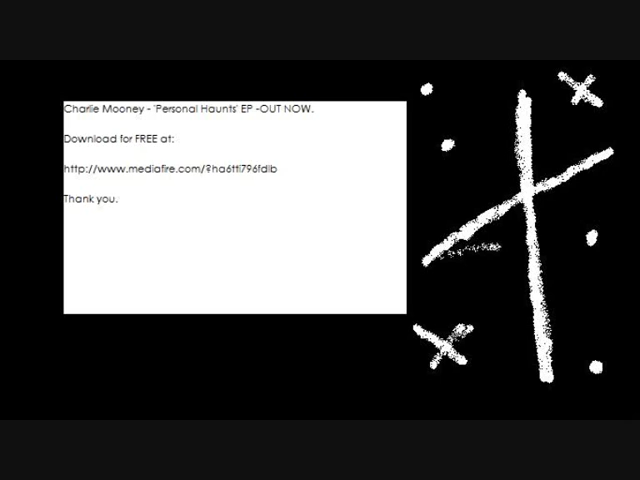 Charlie Mooney - 'Personal Haunts' EP -OUT NOW.
Download for FREE at:
http://www.mediafire.com/?ha6tti796fdlb
Thank you.